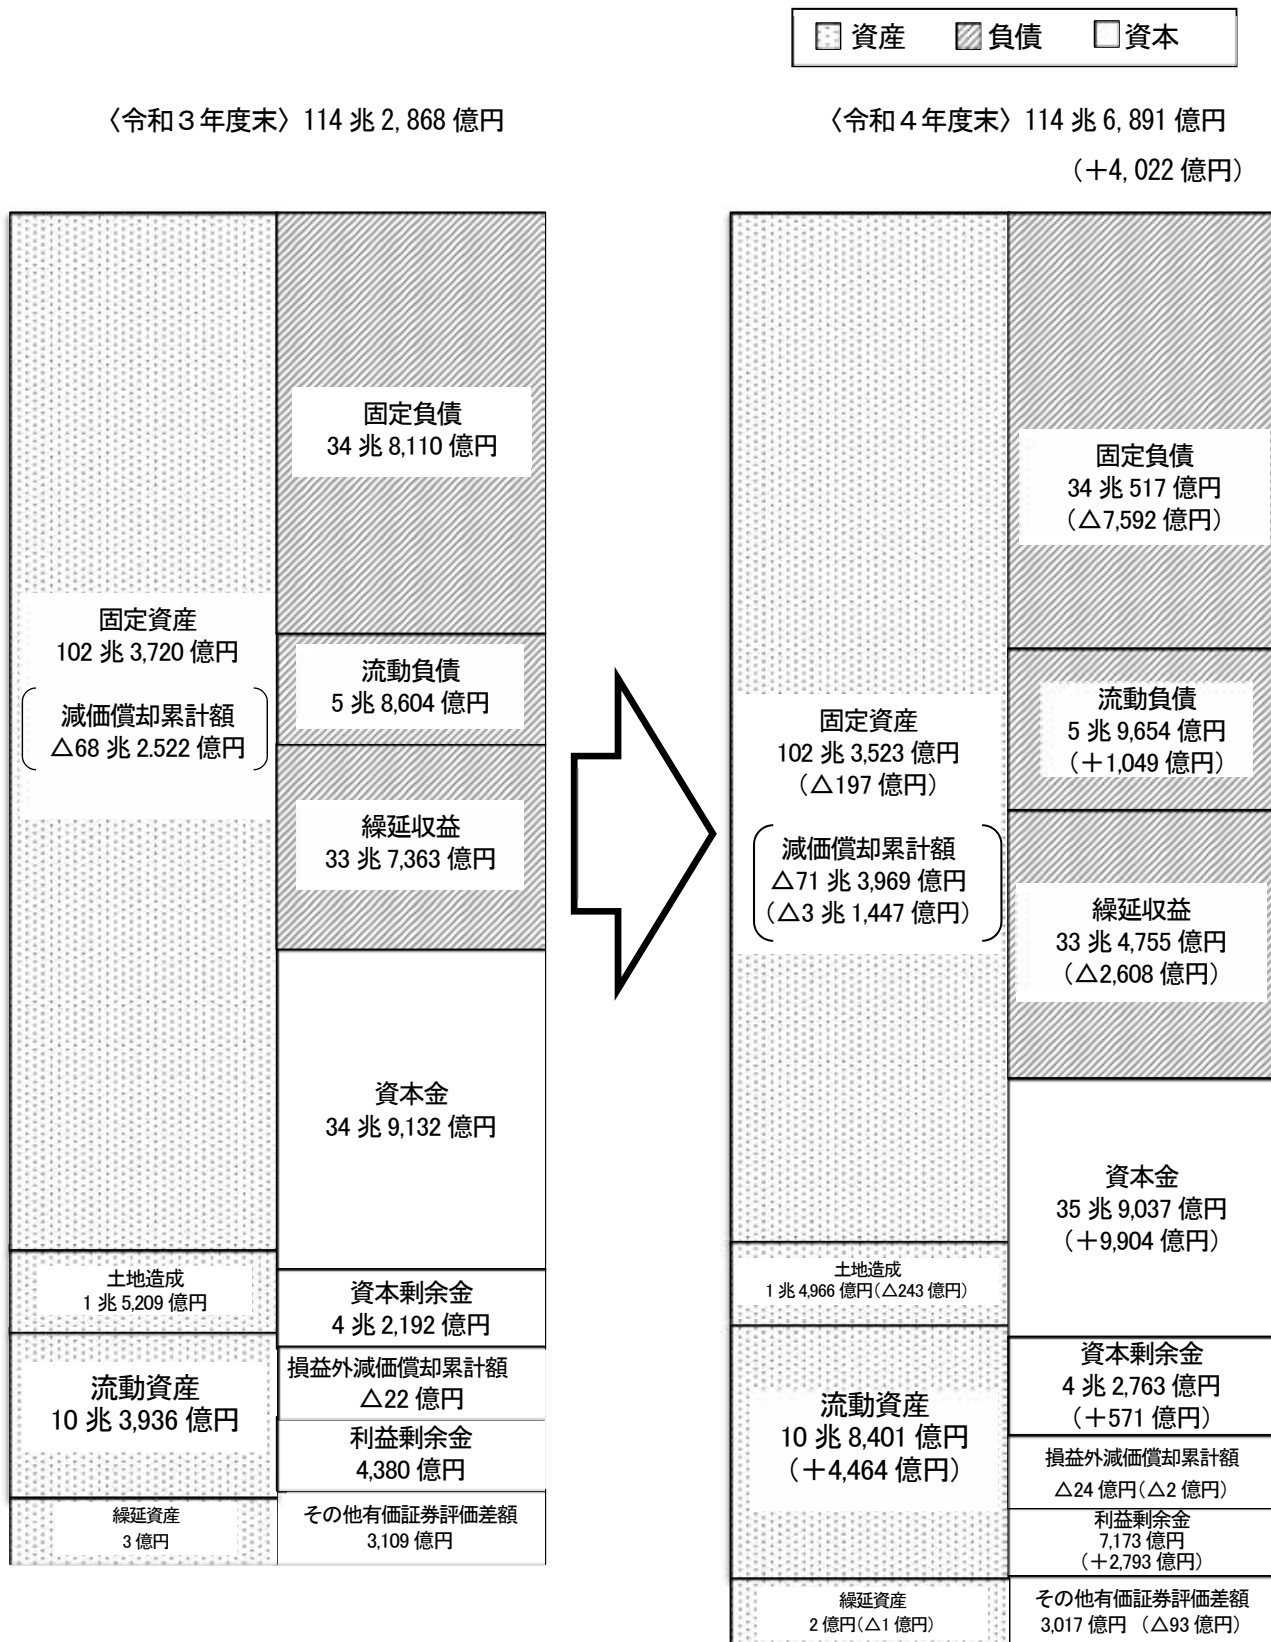 資産 負債 資本
〈令和３年度末〉114 兆 2,868 億円
固定資産
102 兆 3,720 億円
減価償却累計額
△68 兆 2.522 億円
土地造成
1 兆 5,209 億円
流動資産
10 兆 3,936 億円
繰延資産
3 億円
固定負債
34 兆 8,110 億円
流動負債
5 兆 8,604 億円
繰延収益
33 兆 7,363 億円
資本金
34 兆 9,132 億円
資本剰余金
4 兆 2,192 億円
損益外減価償却累計額
△22 億円
利益剰余金
4,380 億円
その他有価証券評価差額
3,109 億円
〈令和４年度末〉114 兆 6,891 億円
（＋4,022 億円）
固定資産
102 兆 3,523 億円
（△197 億円）
減価償却累計額
△71 兆 3,969 億円
（△3 兆 1,447 億円）
土地造成
1 兆 4,966 億円（△243 億円）
流動資産
10 兆 8,401 億円
（＋4,464 億円）
繰延資産
2 億円（△1 億円）
固定負債
34 兆 517 億円
（△7,592 億円）
流動負債
5 兆 9,654 億円
（＋1,049 億円）
繰延収益
33 兆 4,755 億円
（△2,608 億円）
資本金
35 兆 9,037 億円
（＋9,904 億円）
資本剰余金
4 兆 2,763 億円
（＋571 億円）
損益外減価償却累計額
△24 億円（△2 億円）
利益剰余金
7,173 億円
（＋2,793 億円）
その他有価証券評価差額
3,017 億円 （△93 億円）